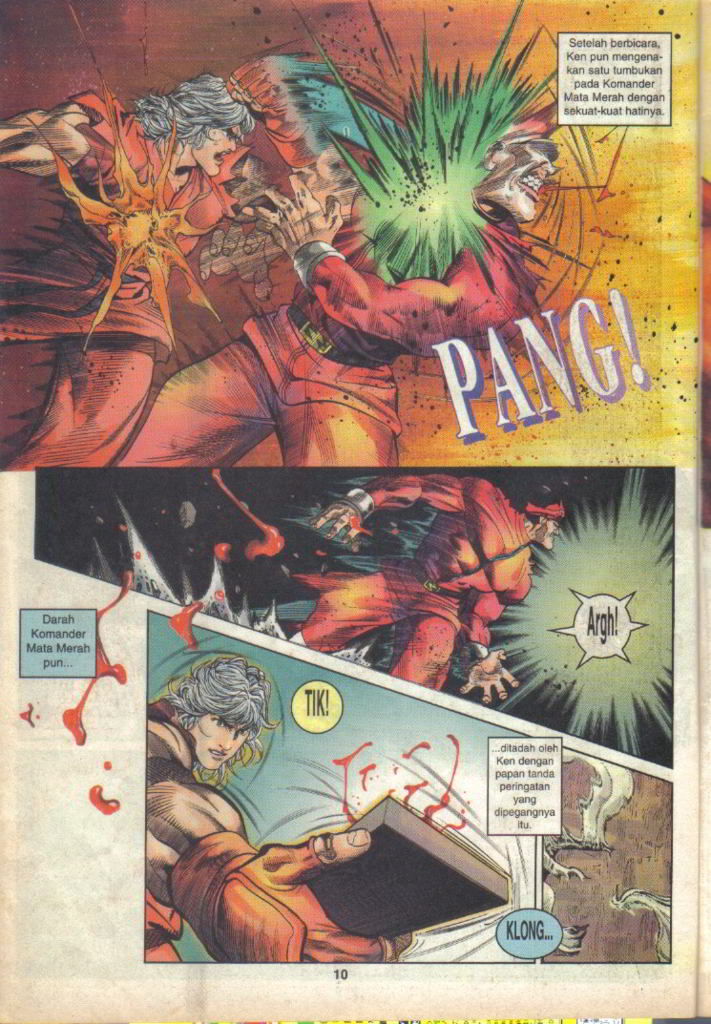 Setelah berbicara,
Ken pun mengena-
kan satu tumbukan
pada Komander
Mata Merah dengan
sekuat-kuat hatinya.
PANG!
Argh!
Darah
Komander
Mata Merah
pun...
TIK!
...ditadah oleh
Ken dengan
papan tanda
peringatan
yang
dipegangnya
itu.
KLONG...
10